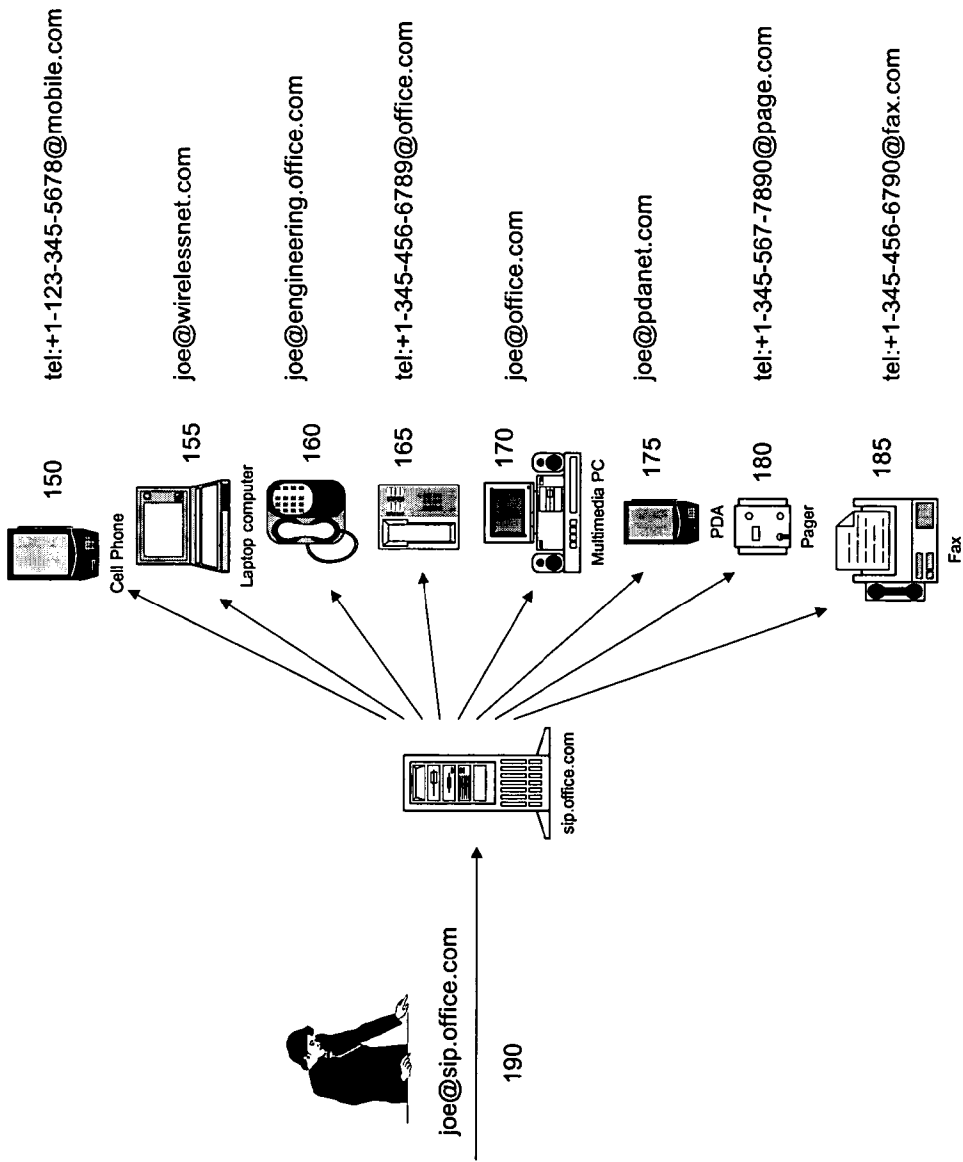 joe@sip.office.com
190
sip.office.com
Cell Phone
150
tel:+1-123-345-5678@mobile.com
Laptop computer
155
joe@wirelessnet.com
160
joe@engineering.office.com
165
tel:+1-345-456-6789@office.com
Multimedia PC
170
joe@office.com
PDA
175
joe@pdanet.com
Pager
180
tel:+1-345-567-7890@page.com
Fax
185
tel:+1-345-456-6790@fax.com